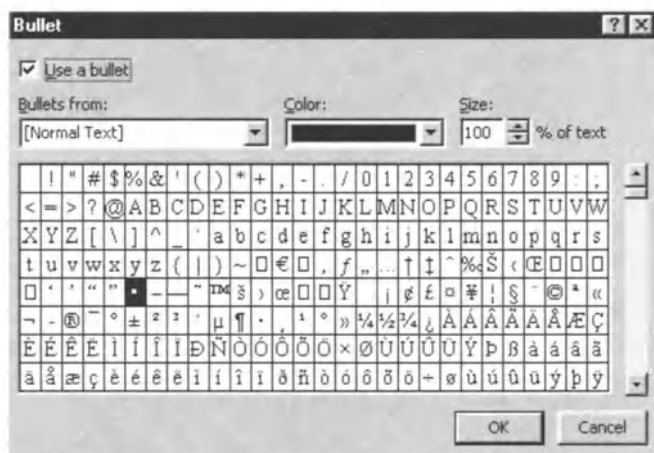 Bullet
Use a bullet
Bullets from: Color: Size:
[Normal Text] 100 % of text
! " # $ % & ' ( ) * + , - . / 0 1 2 3 4 5 6 7 8 9 : ;
< = > ? @ A B C D E F G H I J K L M N O P Q R S T U V W
X Y Z [ \ ] ^ _ ` a b c d e f g h i j k l m n o p q r s
t u v w x y z { | } ~ □ € □ ‚ ƒ „ … † ‡ ˆ ‰ Š ‹ Œ □ □ □
□ ‘ ’ “ ” • – — ˜ ™ š › œ □ □ Ÿ ¡ ¢ £ ¤ ¥ ¦ § ¨ © ª «
¬ - ® ¯ ° ± ² ³ ´ µ ¶ · ¸ ¹ º » ¼ ½ ¾ ¿ À Á Â Ã Ä Å Æ Ç
È É Ê Ë Ì Í Î Ï Ð Ñ Ò Ó Ô Õ Ö × Ø Ù Ú Û Ü Ý Þ ß à á â ã
ä å æ ç è é ê ë ì í î ï ð ñ ò ó ô õ ö ÷ ø ù ú û ü ý þ ÿ
OK Cancel